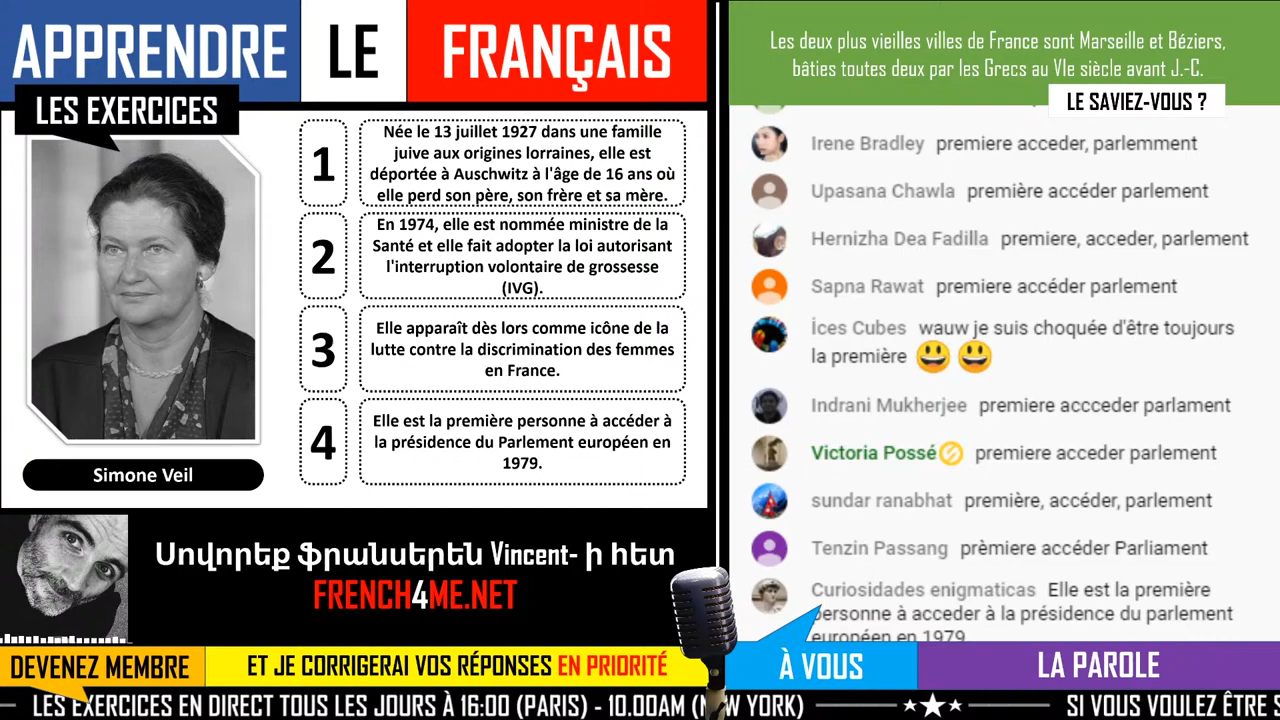 APPRENDRE LE FRANÇAIS
LES EXERCICES
1
Née le 13 juillet 1927 dans une famille
juive aux origines lorraines, elle est
déportée à Auschwitz à l'âge de 16 ans où
elle perd son père, son frère et sa mère.
2
En 1974, elle est nommée ministre de la
Santé et elle fait adopter la loi autorisant
l'interruption volontaire de grossesse
(IVG).
3
Elle apparaît dès lors comme icône de la
lutte contre la discrimination des femmes
en France.
4
Elle est la première personne à accéder à
la présidence du Parlement européen en
1979.
Simone Veil
Սովորեք ֆրանսերեն Vincent- ի հետ
FRENCH4ME.NET
DEVENEZ MEMBRE
ET JE CORRIGERAI VOS RÉPONSES EN PRIORITÉ
Les deux plus vieilles villes de France sont Marseille et Béziers,
bâties toutes deux par les Grecs au VIe siècle avant J.-C.
LE SAVIEZ-VOUS ?
Irene Bradley premiere acceder, parlemment
Upasana Chawla première accéder parlement
Hernizha Dea Fadilla premiere, acceder, parlement
Sapna Rawat premiere acceder parlement
İces Cubes wauw je suis choquée d'être toujours
la première 😃 😃
Indrani Mukherjee premiere accceder parlament
Victoria Possé premiere acceder parlement
sundar ranabhat première, accéder, parlement
Tenzin Passang prèmiere accéder Parliament
Curiosidades enigmaticas Elle est la première
personne à acceder à la présidence du parlement
européen en 1979
À VOUS
LA PAROLE
LES EXERCICES EN DIRECT TOUS LES JOURS À 16:00 (PARIS) - 10.00AM (NEW YORK) SI VOUS VOULEZ ÊTRE